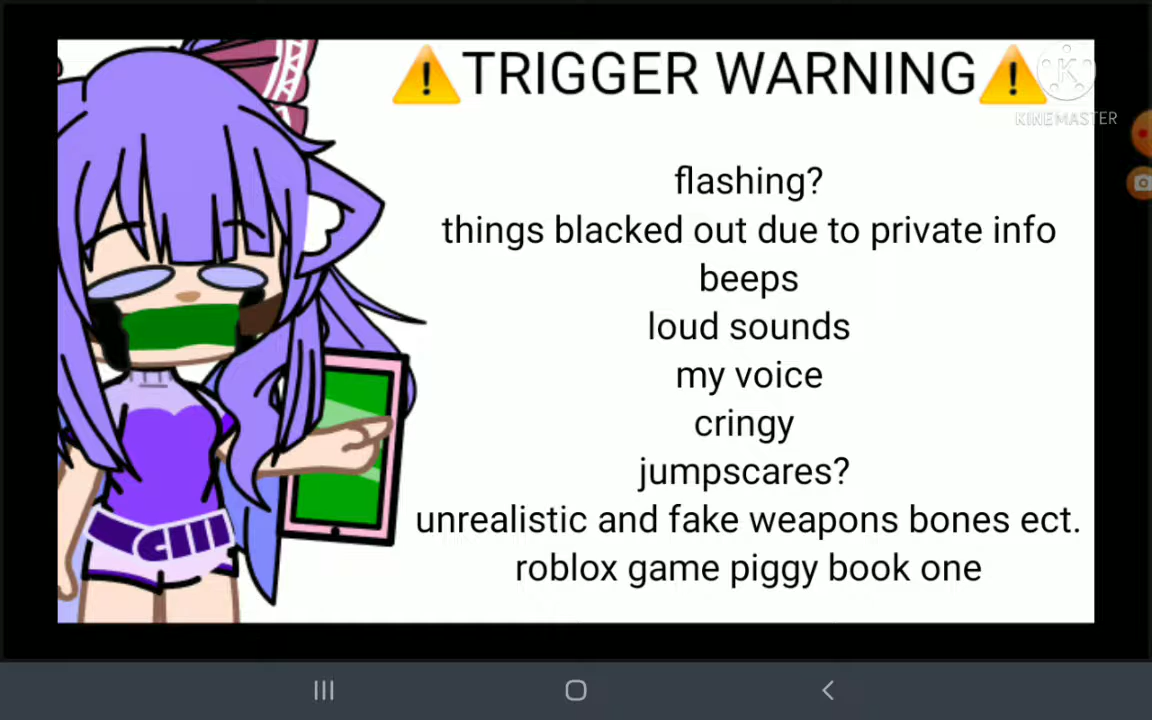 ⚠TRIGGER WARNING⚠
KINEMASTER
flashing?
things blacked out due to private info
beeps
loud sounds
my voice
cringy
jumpscares?
unrealistic and fake weapons bones ect.
roblox game piggy book one